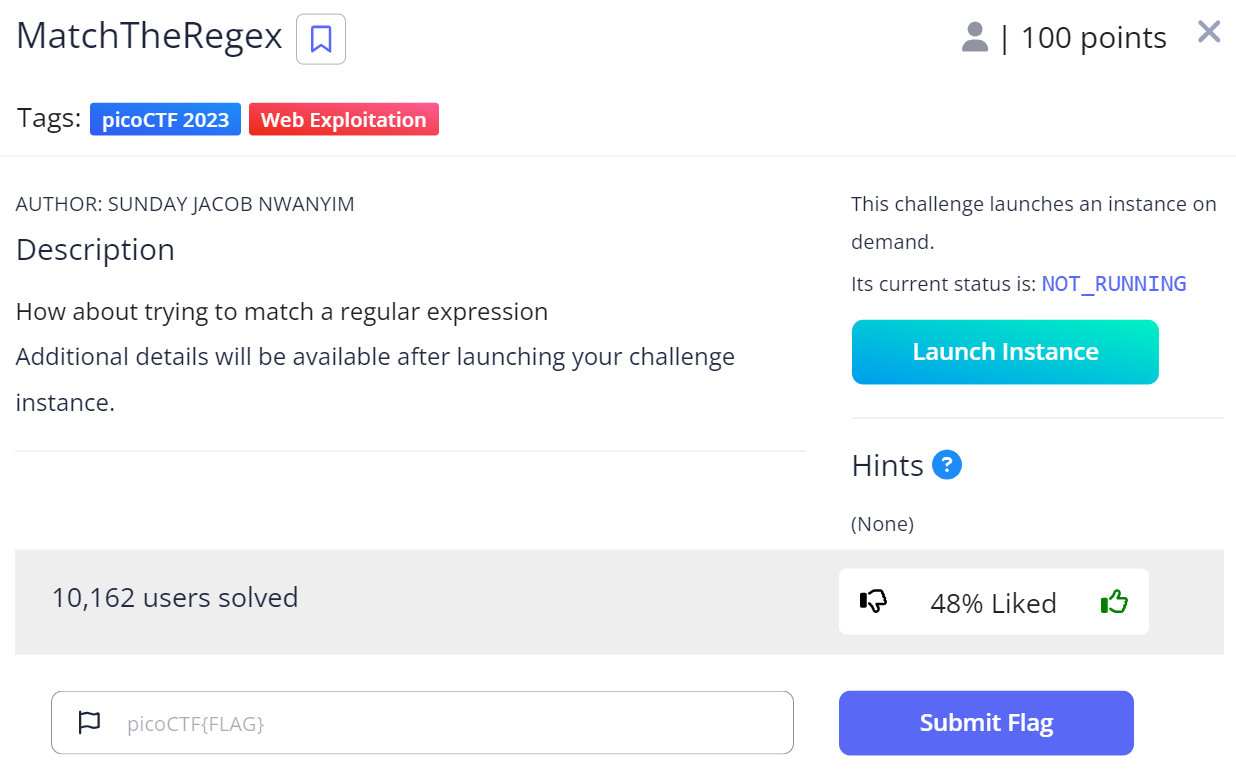 MatchTheRegex
| 100 points
Tags: picoCTF 2023 Web Exploitation
AUTHOR: SUNDAY JACOB NWANYIM
Description
How about trying to match a regular expression
Additional details will be available after launching your challenge
instance.
This challenge launches an instance on
demand.
Its current status is: NOT_RUNNING
Launch Instance
Hints ?
(None)
10,162 users solved
48% Liked
picoCTF{FLAG}
Submit Flag